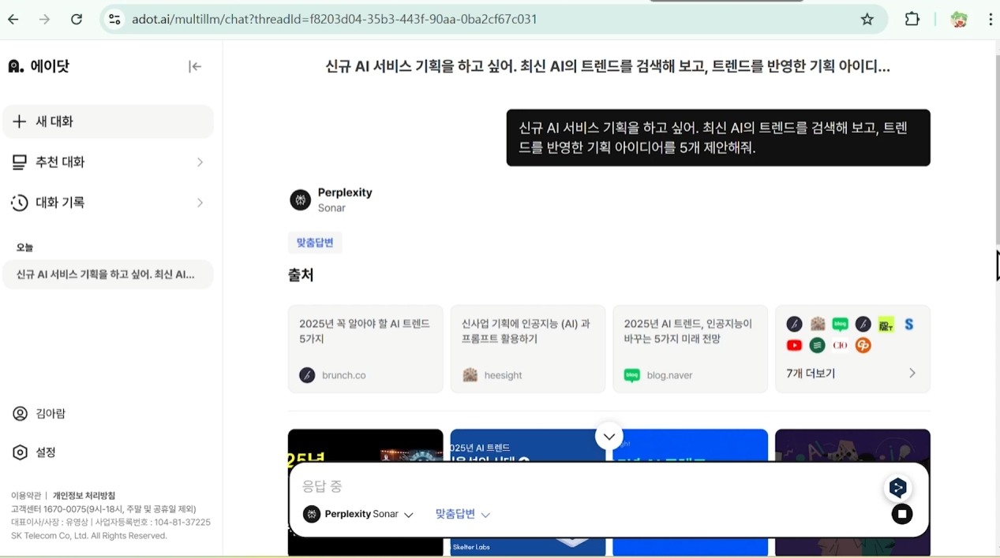 adot.ai/multillm/chat?threadId=f8203d04-35b3-443f-90aa-0ba2cf67c031
에이닷
새 대화
추천 대화
대화 기록
오늘
신규 AI 서비스 기획을 하고 싶어. 최신 AI...
김아람
설정
이용약관 | 개인정보 처리방침
고객센터 1670-0075(9시-18시, 주말 및 공휴일 제외)
대표이사/사장 : 유영상 | 사업자등록번호 : 104-81-37225
SK Telecom Co., Ltd. All Rights Reserved.
신규 AI 서비스 기획을 하고 싶어. 최신 AI의 트렌드를 검색해 보고, 트렌드를 반영한 기획 아이디...
신규 AI 서비스 기획을 하고 싶어. 최신 AI의 트렌드를 검색해 보고, 트렌
드를 반영한 기획 아이디어를 5개 제안해줘.
Perplexity
Sonar
맞춤답변
출처
2025년 꼭 알아야 할 AI 트렌드
5가지
brunch.co
신사업 기획에 인공지능 (AI) 과
프롬프트 활용하기
heesight
2025년 AI 트렌드, 인공지능이
바꾸는 5가지 미래 전망
blog
blog.naver
blog
S
CIO
7개 더보기
025년 AI 트렌드
응답 중
Perplexity Sonar
맞춤답변
Skelter Labs